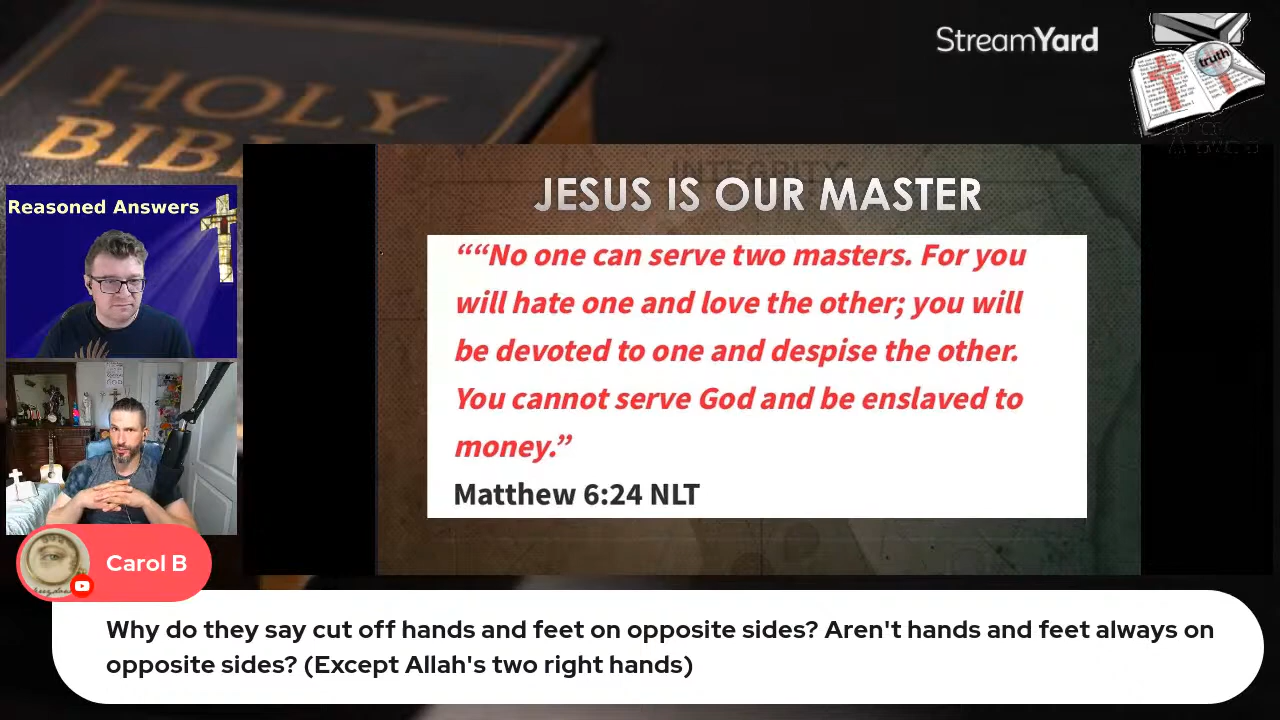 StreamYard
truth
HOLY
BIBL
INTEGRITY
JESUS IS OUR MASTER
Reasoned Answers
““No one can serve two masters. For you
will hate one and love the other; you will
be devoted to one and despise the other.
You cannot serve God and be enslaved to
money.”
Matthew 6:24 NLT
Carol B
Why do they say cut off hands and feet on opposite sides? Aren't hands and feet always on
opposite sides? (Except Allah's two right hands)